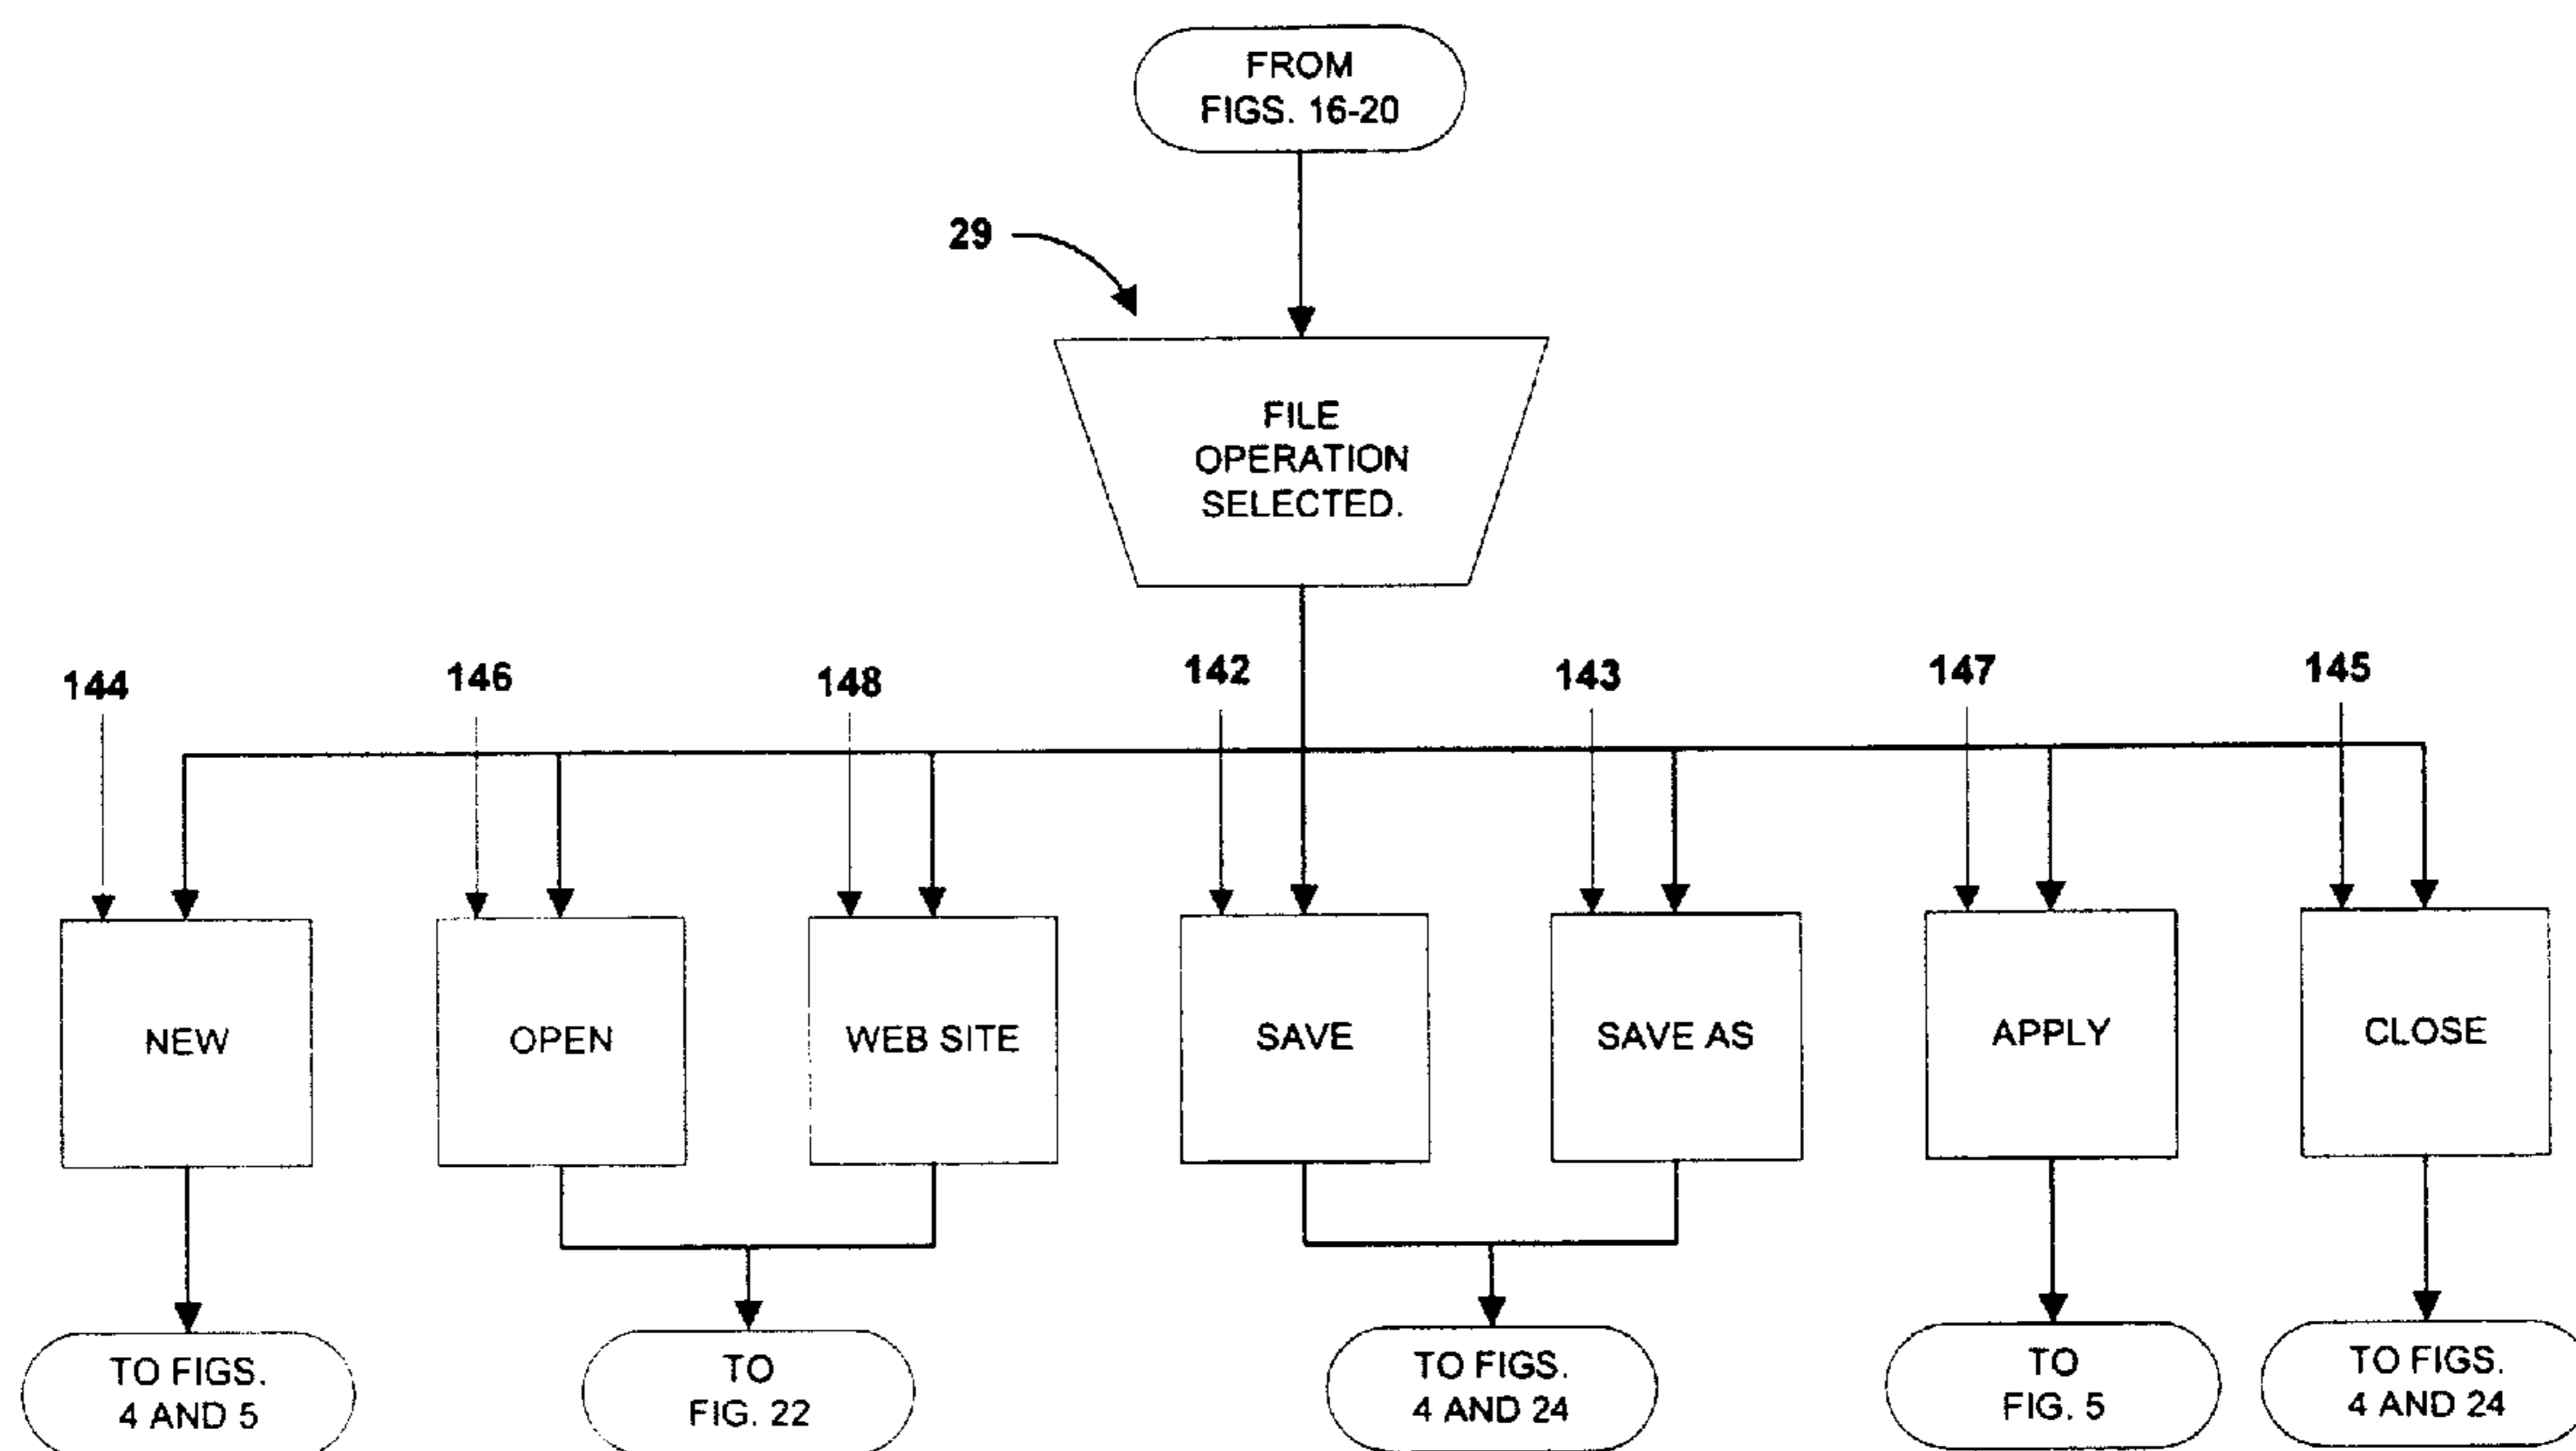 FROM
FIGS. 16-20
29
FILE
OPERATION
SELECTED.
144
146
148
142
143
147
145
NEW
OPEN
WEB SITE
SAVE
SAVE AS
APPLY
CLOSE
TO FIGS.
4 AND 5
TO
FIG. 22
TO FIGS.
4 AND 24
TO
FIG. 5
TO FIGS.
4 AND 24